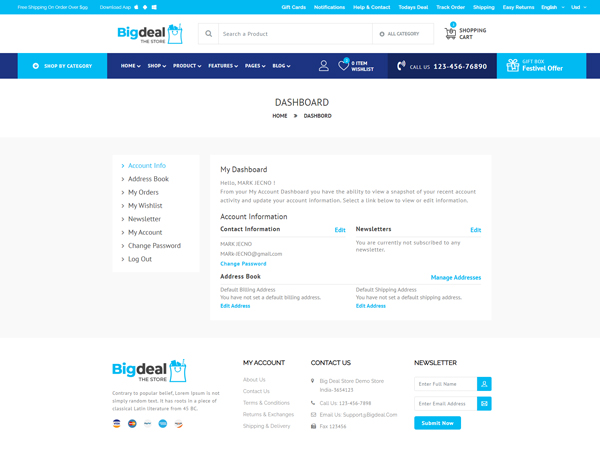 Free Shipping On Order Over $99 Download App Gift Cards Notifications Help & Contact Todays Deal Track Order Shipping Easy Returns English Usd
Bigdeal
THE STORE
Search a Product
ALL CATEGORY
SHOPPING
CART
SHOP BY CATEGORY
HOME SHOP PRODUCT FEATURES PAGES BLOG
0 ITEM
WISHLIST
CALL US 123-456-76890
GIFT BOX
Festivel Offer
DASHBOARD
HOME » DASHBORD
Account Info
Address Book
My Orders
My Wishlist
Newsletter
My Account
Change Password
Log Out
My Dashboard
Hello, MARK JECNO !
From your My Account Dashboard you have the ability to view a snapshot of your recent account
activity and update your account information. Select a link below to view or edit information.
Account Information
Contact Information Edit
MARK JECNO
MARk-JECNO@gmail.com
Change Password
Newsletters Edit
You are currently not subscribed to any
newsletter.
Address Book Manage Addresses
Default Billing Address
You have not set a default billing address.
Edit Address
Default Shipping Address
You have not set a default shipping address.
Edit Address
Bigdeal
THE STORE
Contrary to popular belief, Lorem Ipsum is not
simply random text. It has roots in a piece of
classical Latin literature from 45 BC.
MY ACCOUNT
About Us
Contact Us
Terms & Conditions
Returns & Exchanges
Shipping & Delivery
CONTACT US
Big Deal Store Demo Store
India-3654123
Call Us: 123-456-7898
Email Us: Support@Bigdeal.Com
Fax 123456
NEWSLETTER
Enter Full Name
Enter Email Address
Submit Now